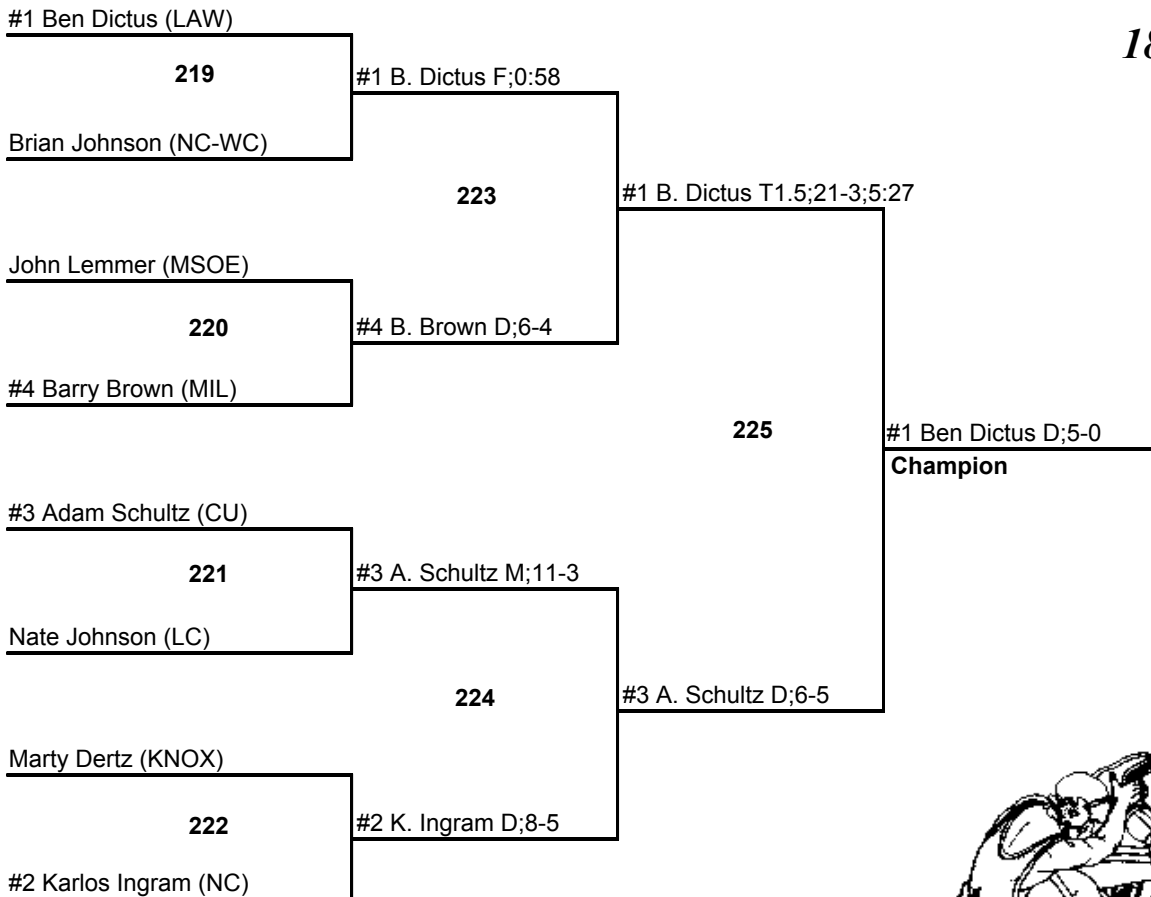 #1 Ben Dictus (LAW)
18
219
#1 B. Dictus F;0:58
Brian Johnson (NC-WC)
223
#1 B. Dictus T1.5;21-3;5:27
John Lemmer (MSOE)
220
#4 B. Brown D;6-4
#4 Barry Brown (MIL)
225
#1 Ben Dictus D;5-0
Champion
#3 Adam Schultz (CU)
221
#3 A. Schultz M;11-3
Nate Johnson (LC)
224
#3 A. Schultz D;6-5
Marty Dertz (KNOX)
222
#2 K. Ingram D;8-5
#2 Karlos Ingram (NC)